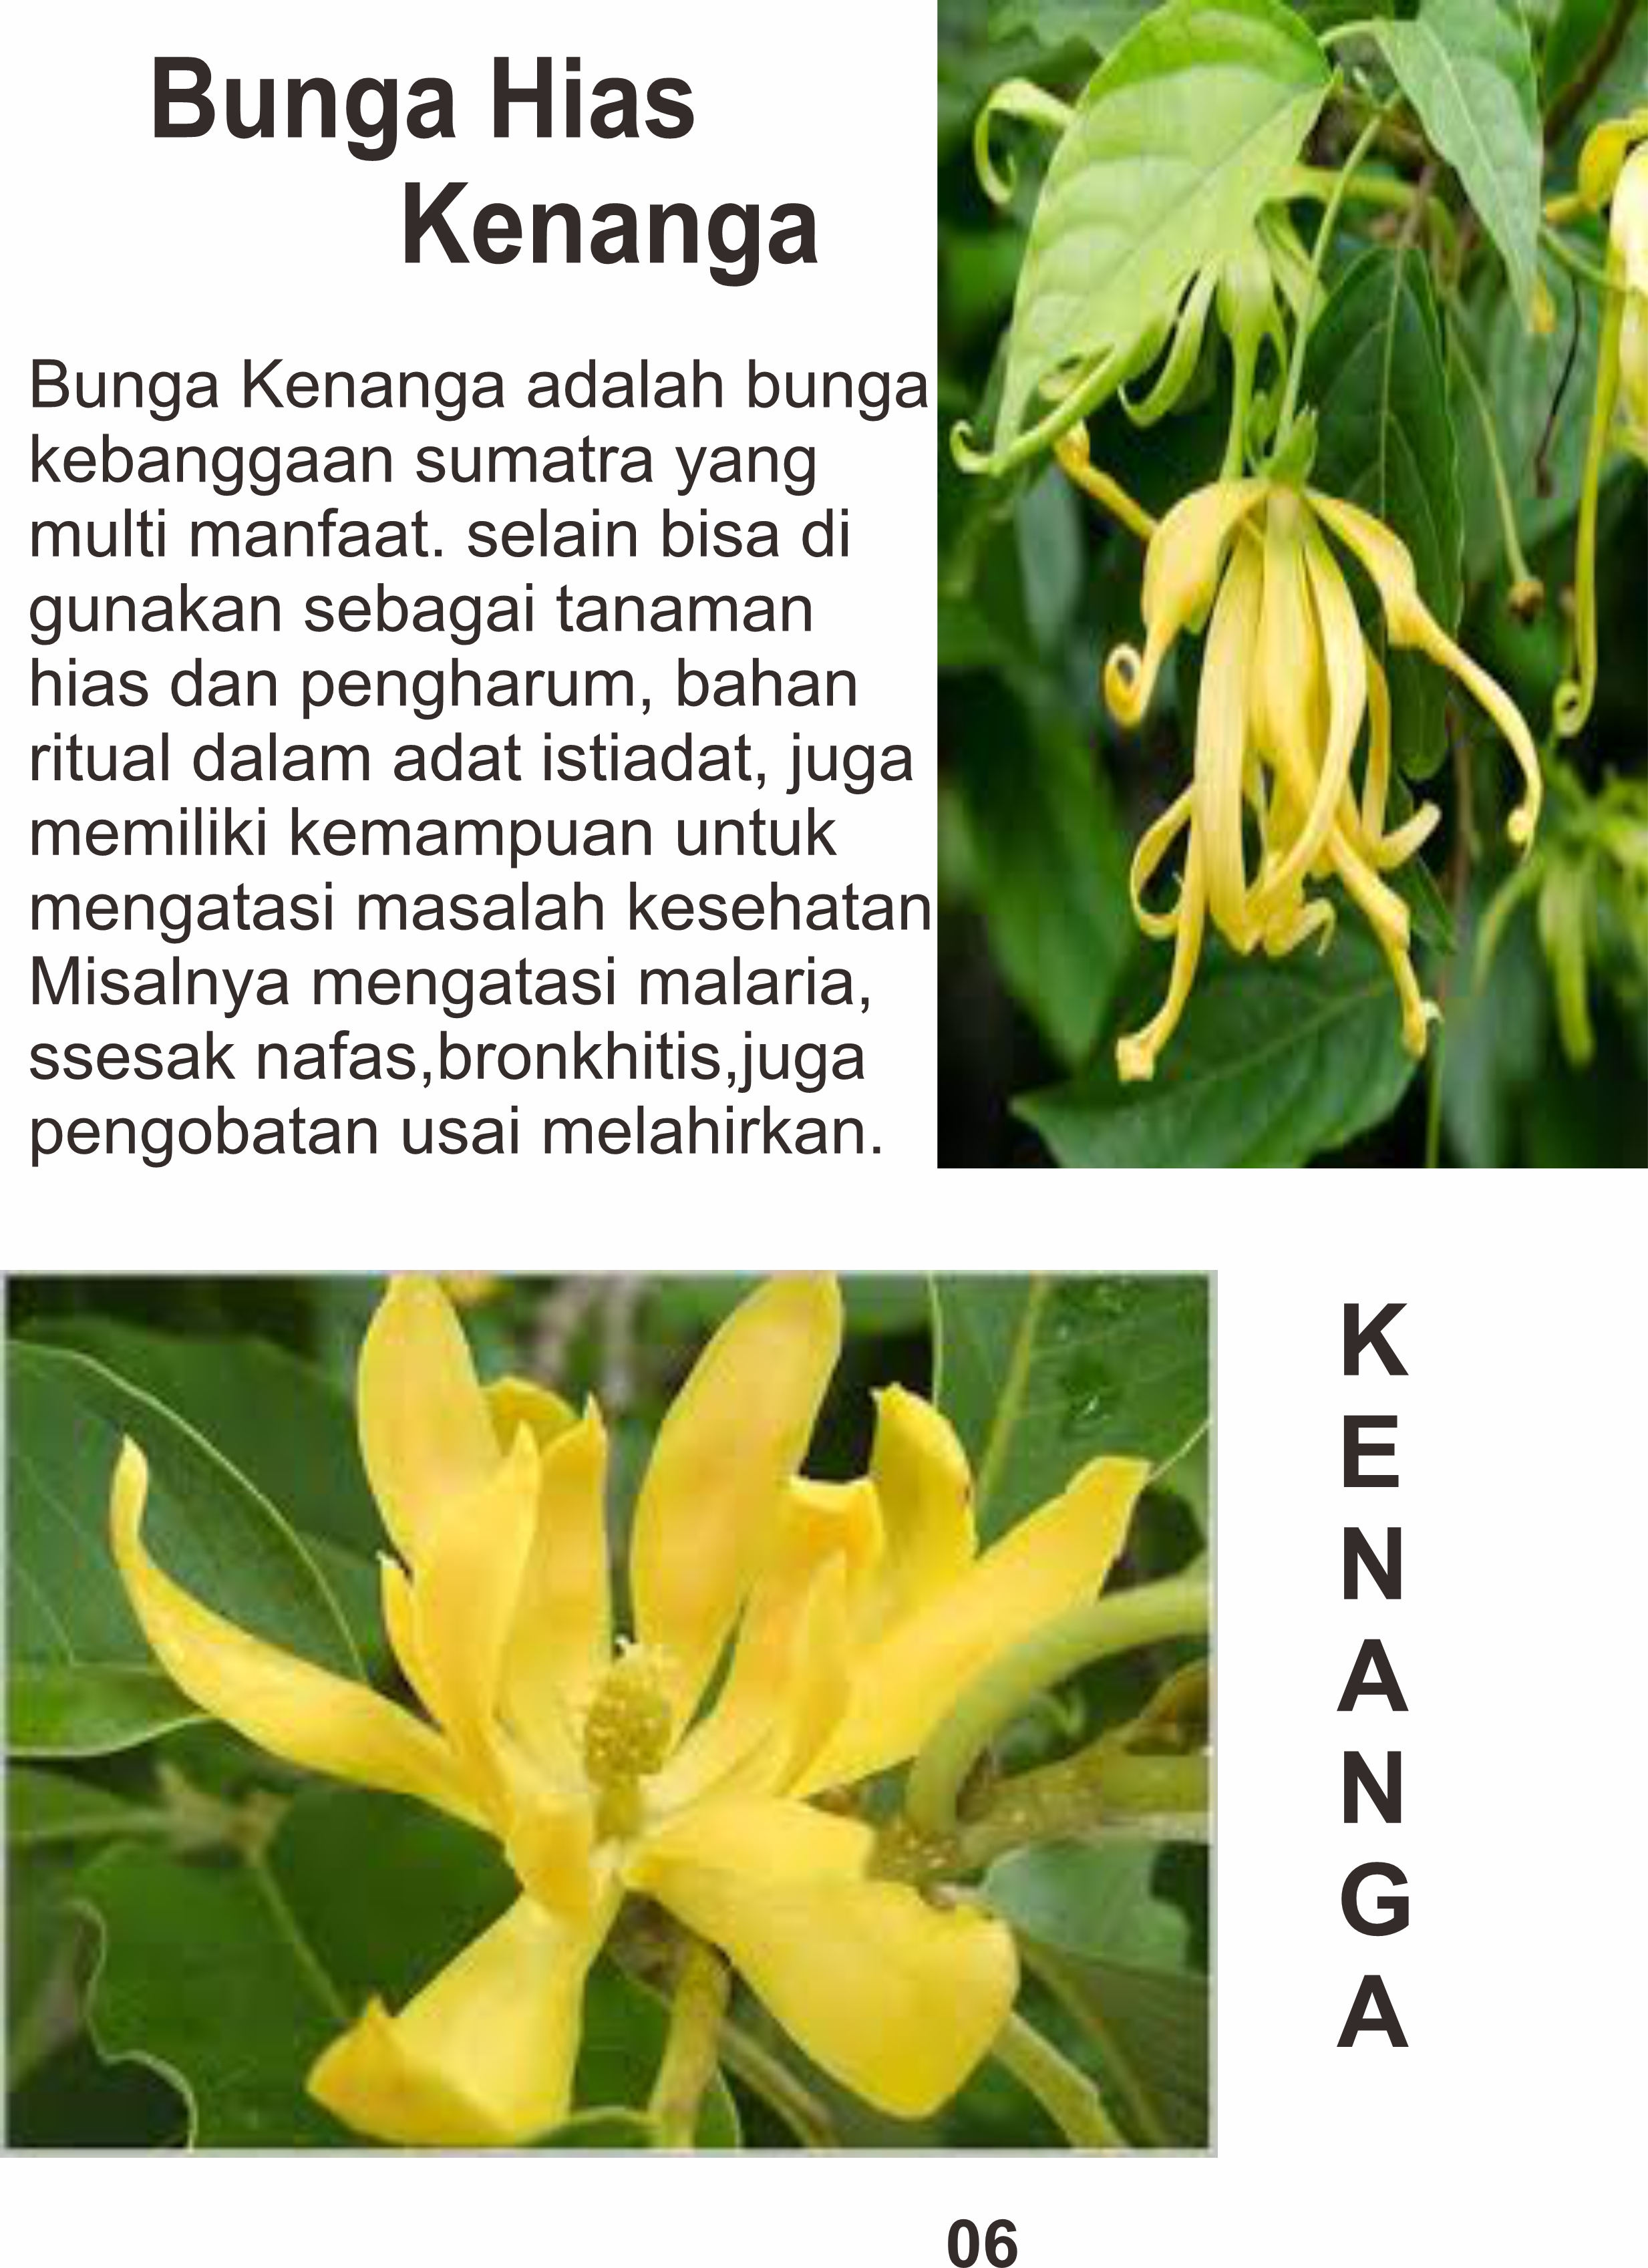 Bunga Hias
Kenanga
Bunga Kenanga adalah bunga
kebanggaan sumatra yang
multi manfaat. selain bisa di
gunakan sebagai tanaman
hias dan pengharum, bahan
ritual dalam adat istiadat, juga
memiliki kemampuan untuk
mengatasi masalah kesehatan
Misalnya mengatasi malaria,
ssesak nafas,bronkhitis,juga
pengobatan usai melahirkan.
K
E
N
A
N
G
A
06